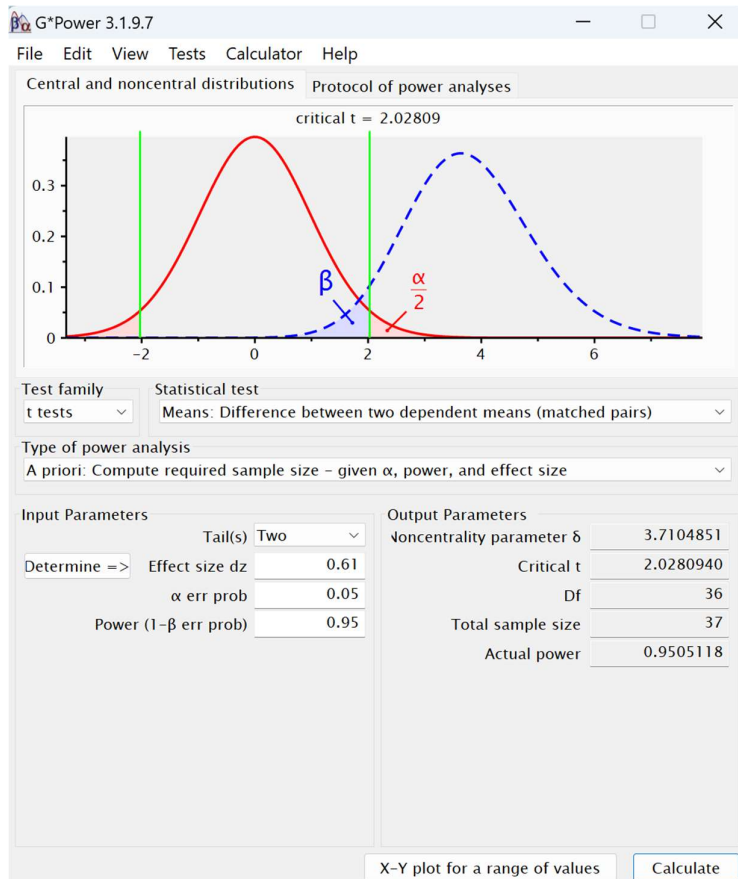 G*Power 3.1.9.7
File Edit View Tests Calculator Help
Central and noncentral distributions Protocol of power analyses
critical t = 2.02809
0.3
0.2
0.1
0
β
α
2
-2 0 2 4 6
Test family Statistical test
t tests Means: Difference between two dependent means (matched pairs)
Type of power analysis
A priori: Compute required sample size - given α, power, and effect size
Input Parameters Output Parameters
Tail(s) Two Noncentrality parameter δ 3.7104851
Determine => Effect size dz 0.61 Critical t 2.0280940
α err prob 0.05 Df 36
Power (1-β err prob) 0.95 Total sample size 37
Actual power 0.9505118
X-Y plot for a range of values Calculate